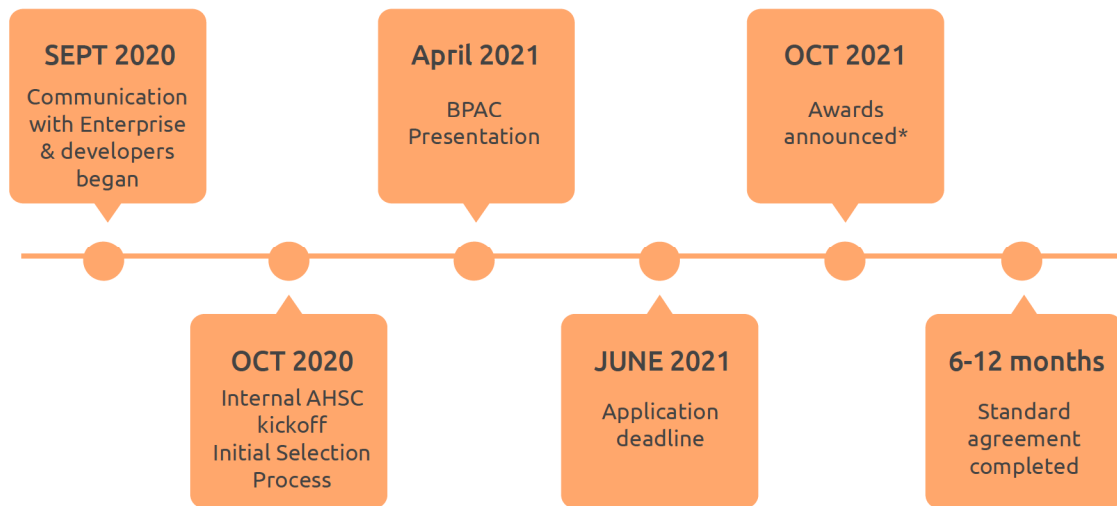 SEPT 2020
Communication
with Enterprise
& developers
began
OCT 2020
Internal AHSC
kickoff
Initial Selection
Process
April 2021
BPAC
Presentation
JUNE 2021
Application
deadline
OCT 2021
Awards
announced*
6-12 months
Standard
agreement
completed